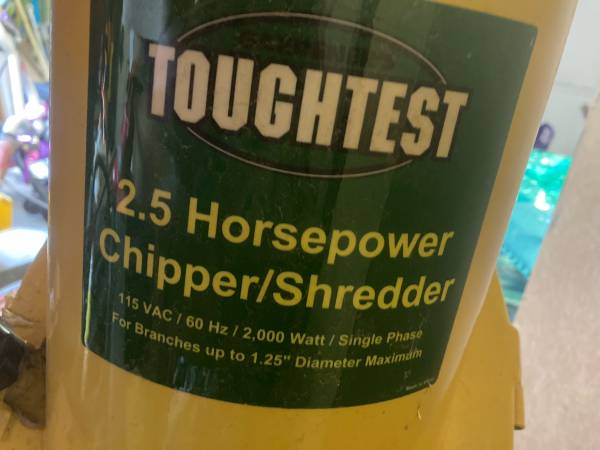 TOUGHTEST
2.5 Horsepower
Chipper/Shredder
115 VAC / 60 Hz / 2,000 Watt / Single Phase
For Branches up to 1.25" Diameter Maximum